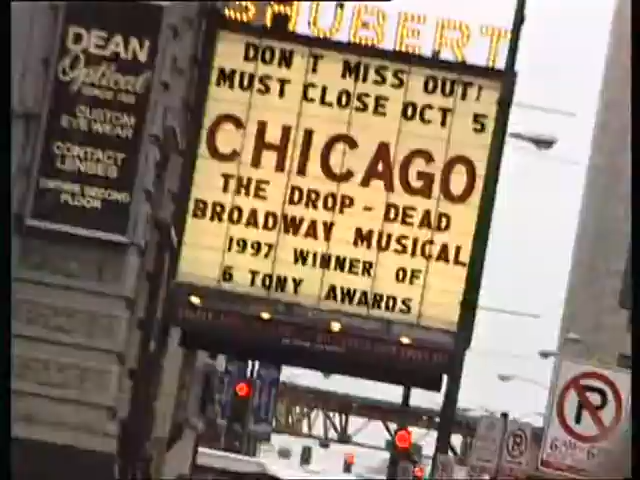 SHUBERT
DON'T MISS OUT!
MUST CLOSE OCT 5
CHICAGO
THE DROP-DEAD
BROADWAY MUSICAL
1997 WINNER OF
6 TONY AWARDS
DEAN
Optical
CUSTOM
EYE WEAR
CONTACT
LENSES
SECOND
FLOOR
P
P